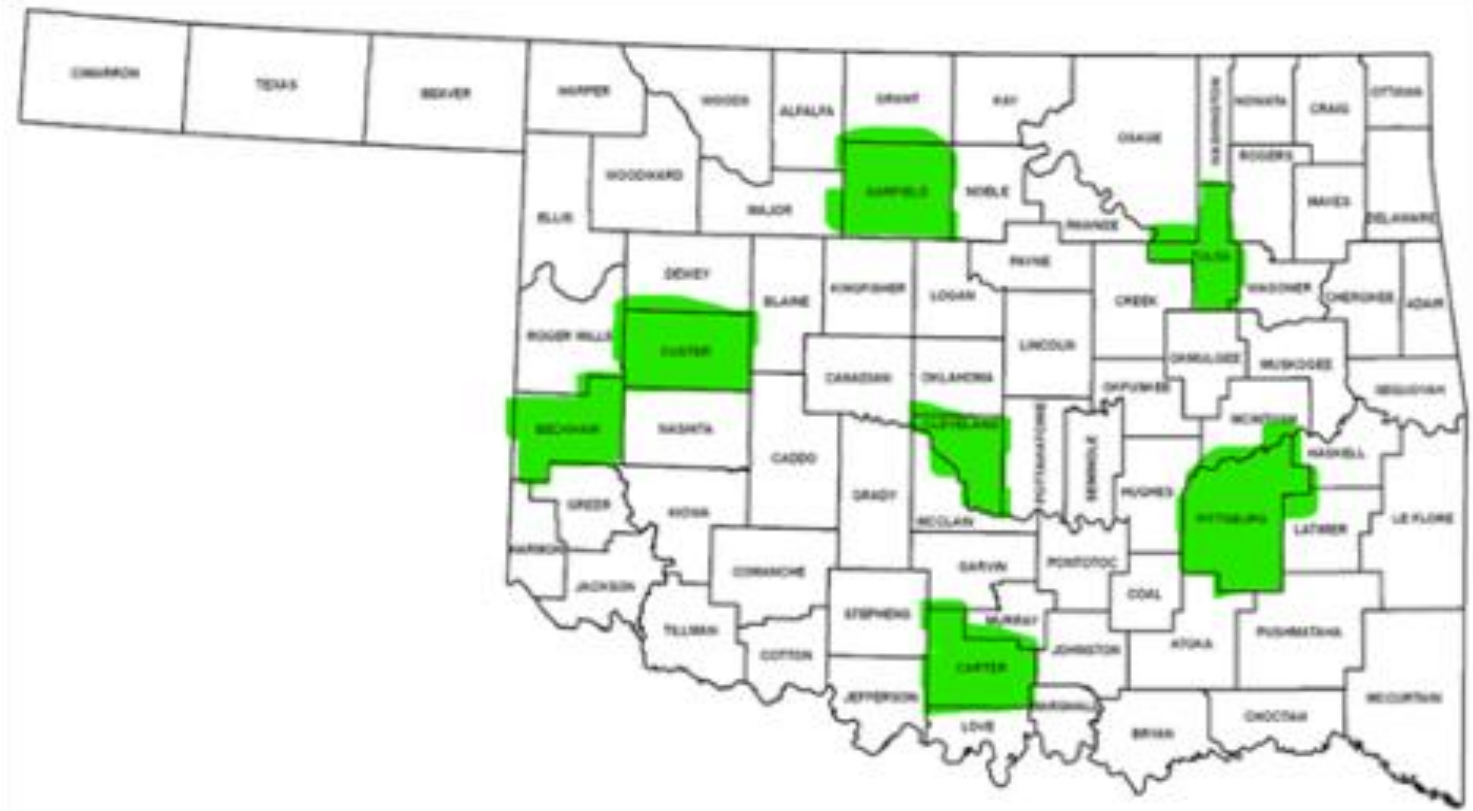 CIMARRON
TEXAS
BEAVER
HARPER
WOODS
ALFALFA
GRANT
KAY
OSAGE
WASHINGTON
NOWATA
CRAIG
OTTAWA
ROGERS
MAYES
DELAWARE
WOODWARD
ELLIS
MAJOR
GARFIELD
NOBLE
PAWNEE
TULSA
DEWEY
BLAINE
KINGFISHER
LOGAN
PAYNE
CREEK
WAGONER
CHEROKEE
ADAIR
ROGER MILLS
CUSTER
CANADIAN
OKLAHOMA
LINCOLN
OKMULGEE
MUSKOGEE
OKFUSKEE
SEQUOYAH
BECKHAM
WASHITA
CADDO
CLEVELAND
POTTAWATOMIE
SEMINOLE
MCINTOSH
HASKELL
GREER
KIOWA
GRADY
MCCLAIN
HUGHES
PITTSBURG
LATIMER
LE FLORE
HARMON
JACKSON
COMANCHE
GARVIN
PONTOTOC
COAL
TILLMAN
STEPHENS
MURRAY
COTTON
CARTER
JOHNSTON
ATOKA
PUSHMATAHA
JEFFERSON
LOVE
MARSHALL
BRYAN
CHOCTAW
MCCURTAIN